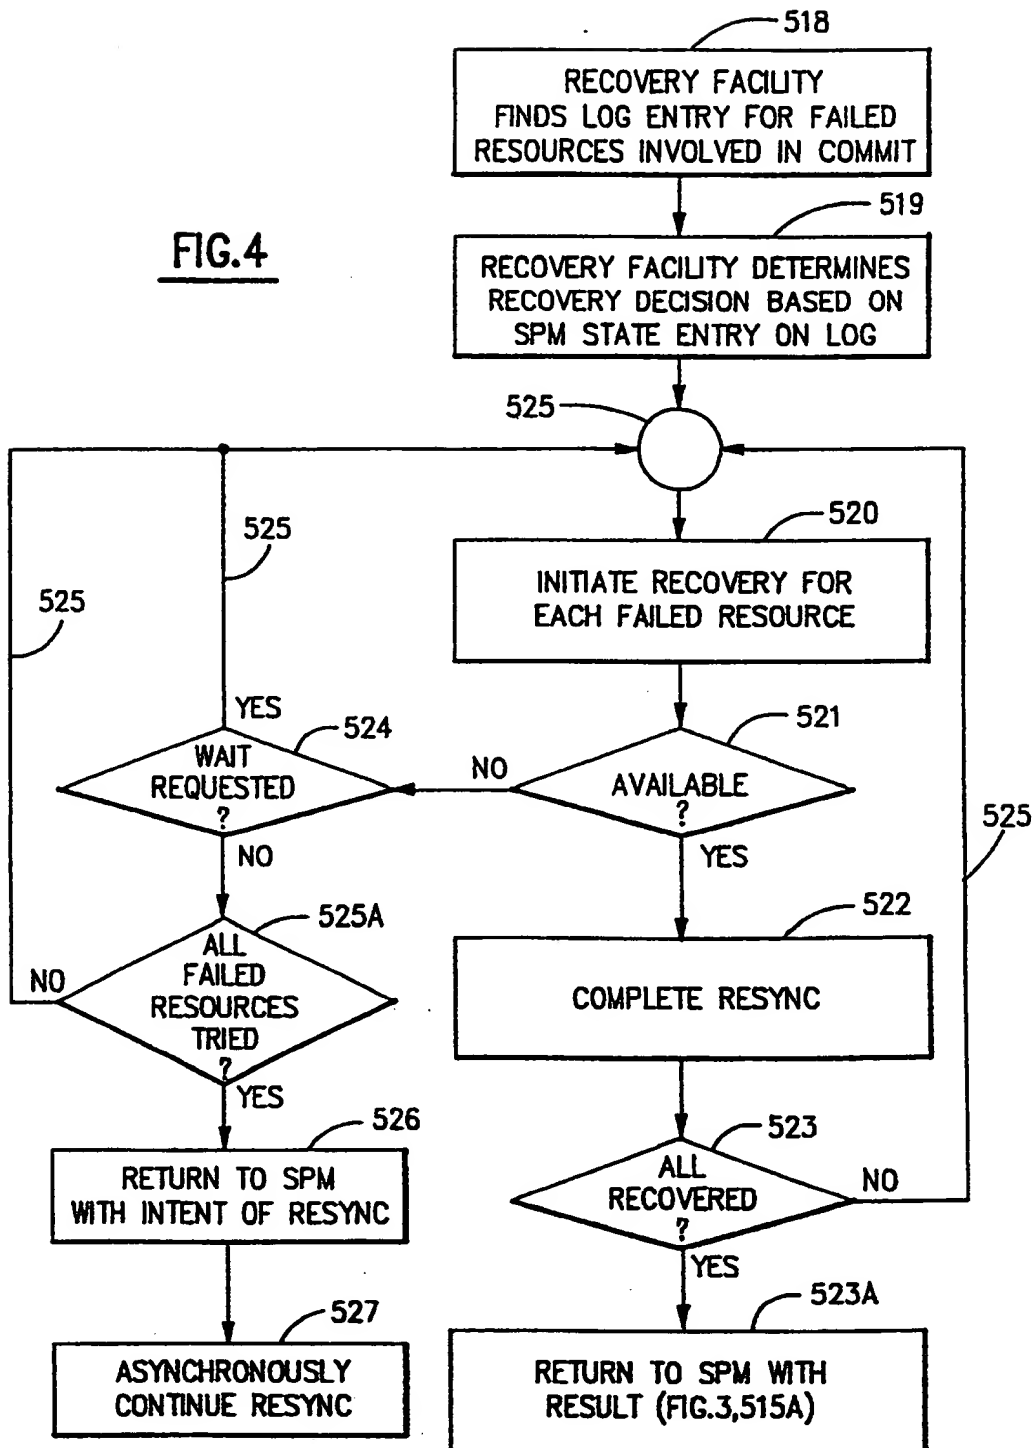 518
RECOVERY FACILITY
FINDS LOG ENTRY FOR FAILED
RESOURCES INVOLVED IN COMMIT
519
FIG.4
RECOVERY FACILITY DETERMINES
RECOVERY DECISION BASED ON
SPM STATE ENTRY ON LOG
525
520
525
INITIATE RECOVERY FOR
EACH FAILED RESOURCE
525
YES
524
521
WAIT
REQUESTED
?
NO
AVAILABLE
?
525
NO
YES
525A
522
ALL
FAILED
RESOURCES
TRIED
?
NO
COMPLETE RESYNC
YES
526
523
RETURN TO SPM
WITH INTENT OF RESYNC
ALL
RECOVERED
?
NO
YES
527
523A
ASYNCHRONOUSLY
CONTINUE RESYNC
RETURN TO SPM WITH
RESULT (FIG.3,515A)